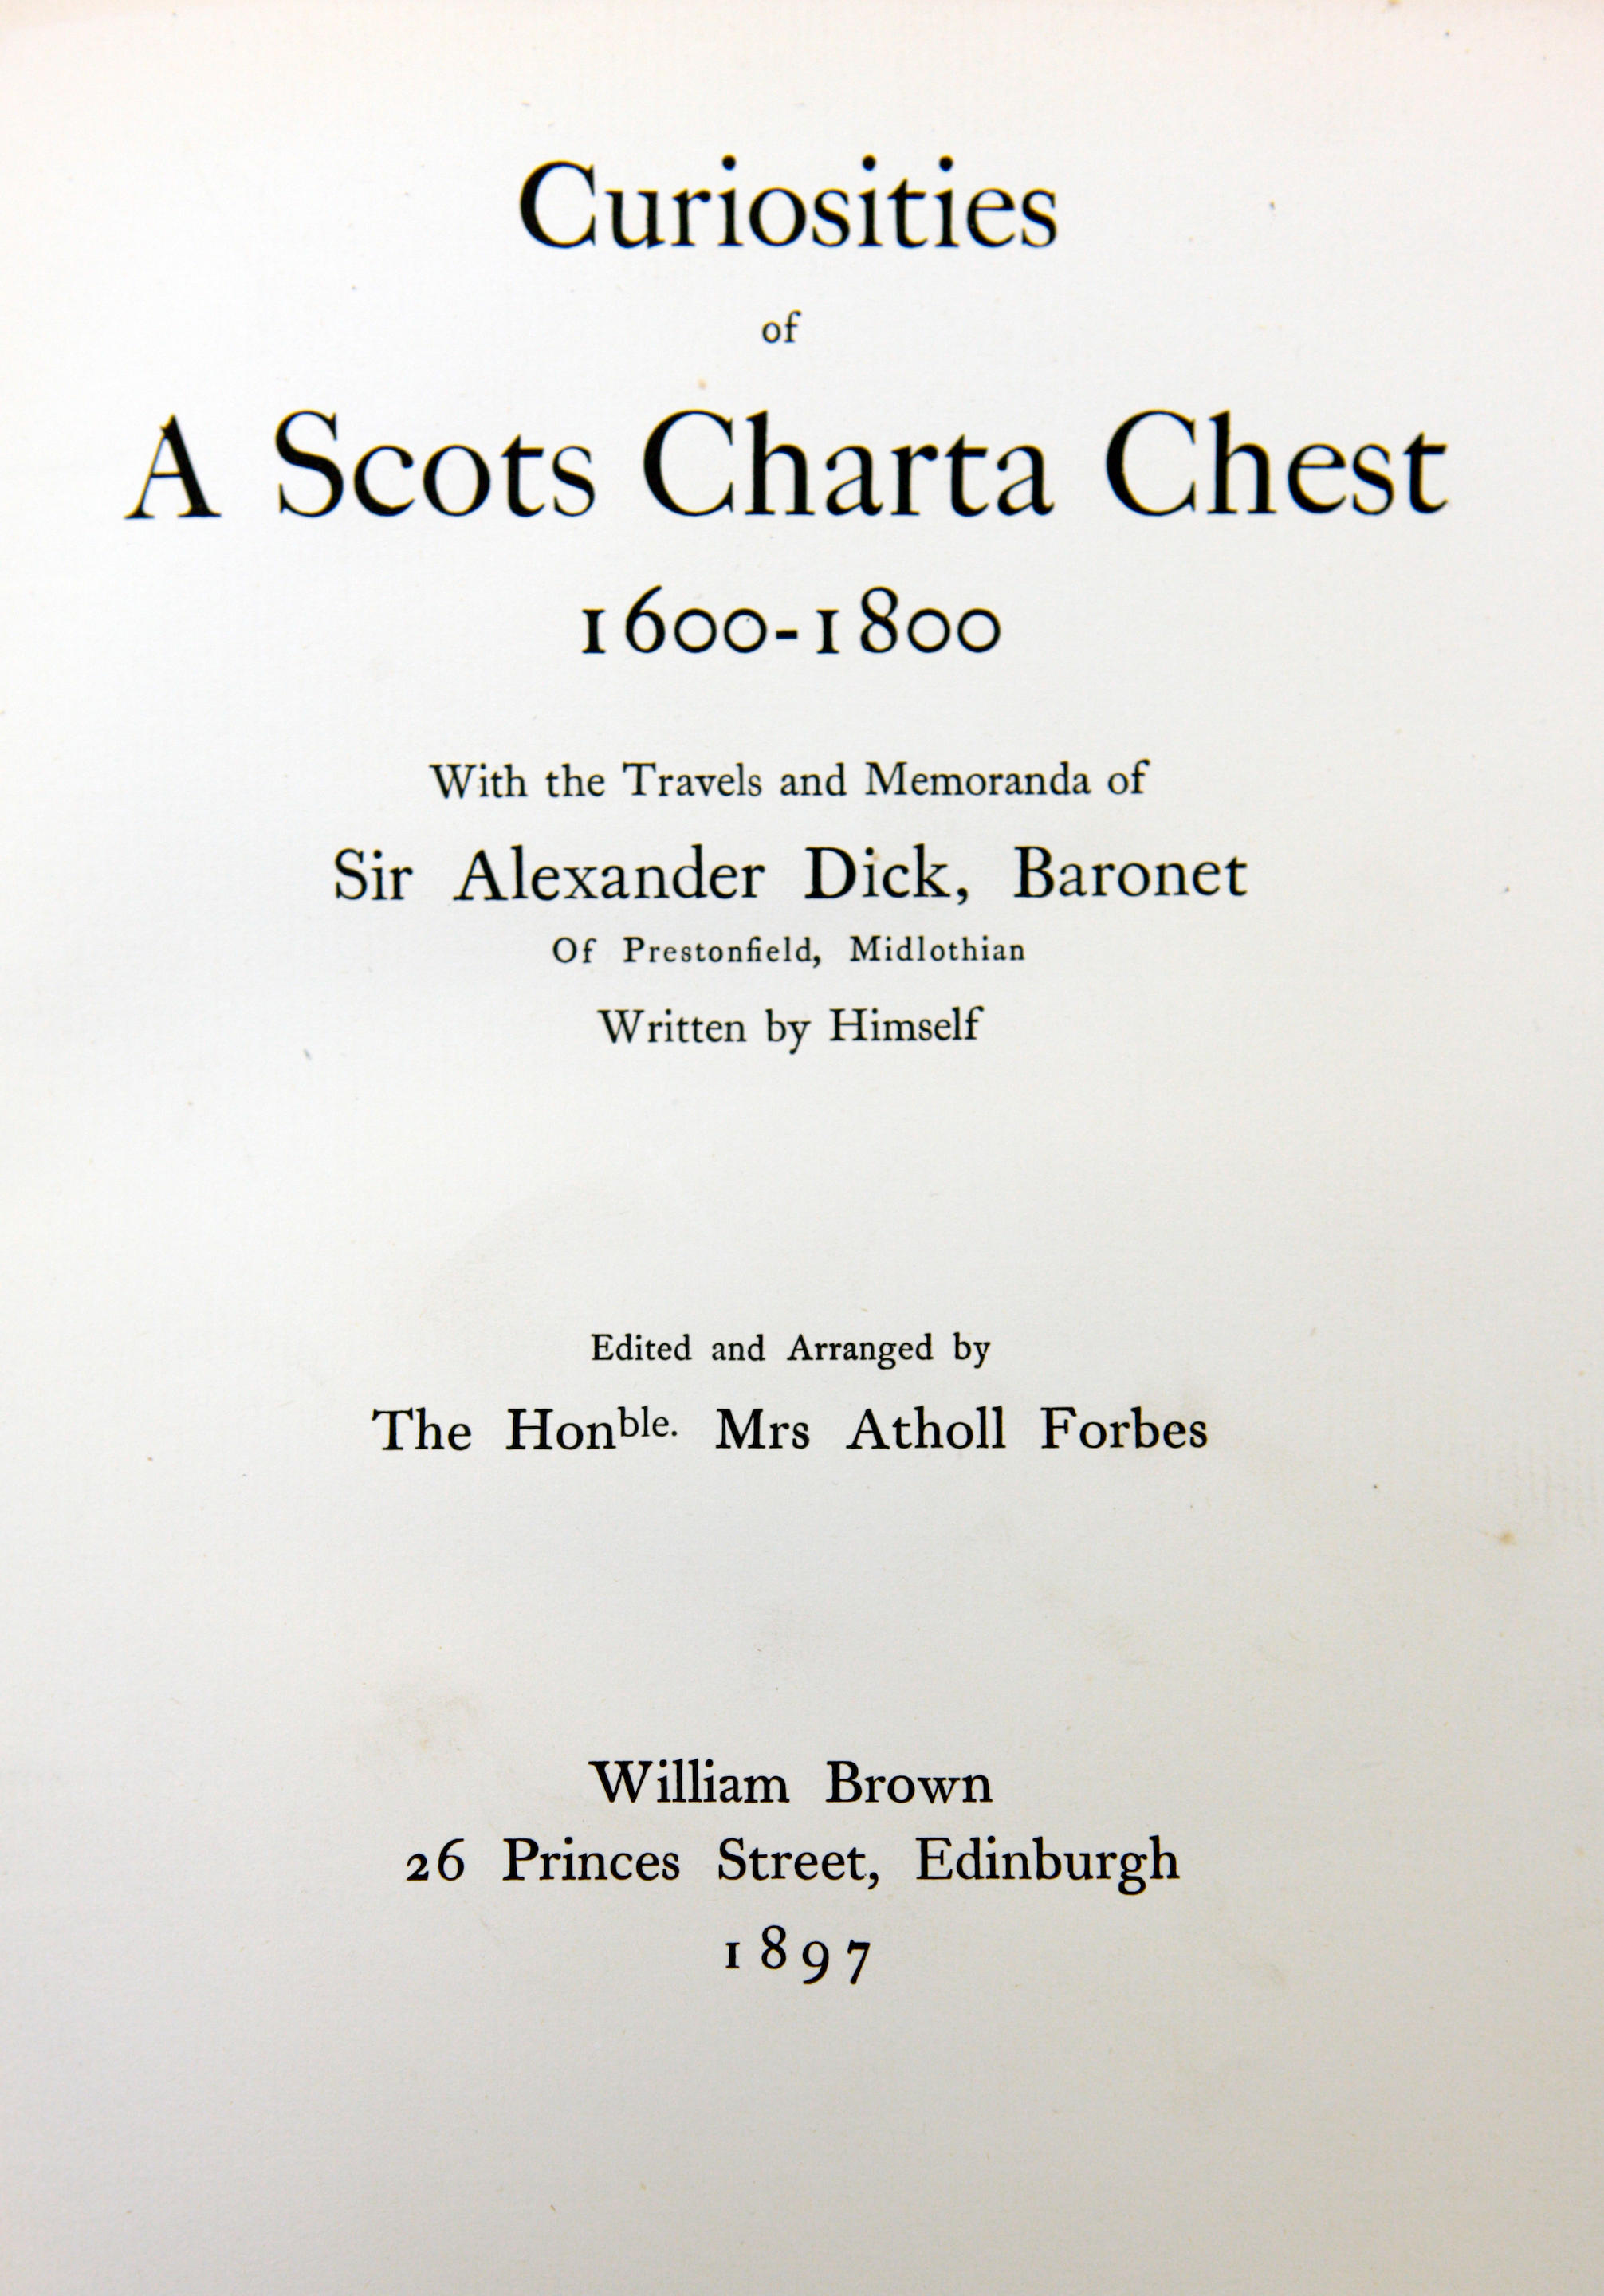 Curiosities
of
A Scots Charta Chest
1600-1800
With the Travels and Memoranda of
Sir Alexander Dick, Baronet
Of Prestonfield, Midlothian
Written by Himself
Edited and Arranged by
The Honble. Mrs Atholl Forbes
William Brown
26 Princes Street, Edinburgh
1897